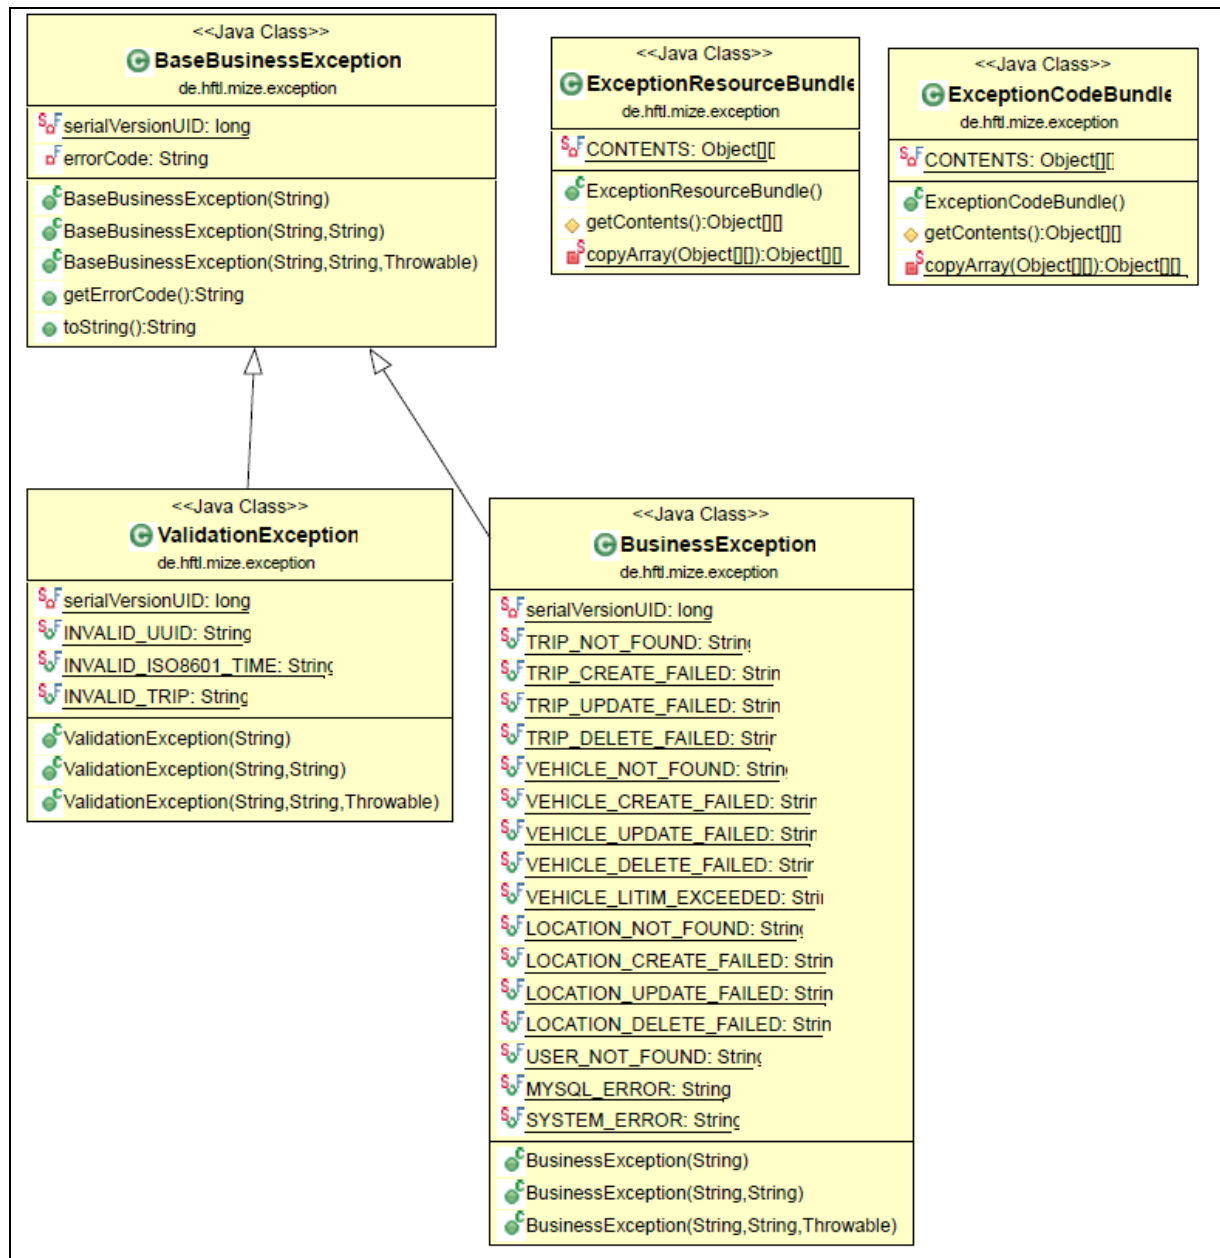 <<Java Class>>
BaseBusinessException
de.hftl.mize.exception
serialVersionUID: long
errorCode: String
BaseBusinessException(String)
BaseBusinessException(String,String)
BaseBusinessException(String,String,Throwable)
getErrorCode():String
toString():String
<<Java Class>>
ExceptionResourceBundle
de.hftl.mize.exception
CONTENTS: Object[][]
ExceptionResourceBundle()
getContents():Object[][]
copyArray(Object[][]):Object[][]
<<Java Class>>
ExceptionCodeBundle
de.hftl.mize.exception
CONTENTS: Object[][]
ExceptionCodeBundle()
getContents():Object[][]
copyArray(Object[][]):Object[][]
<<Java Class>>
ValidationException
de.hftl.mize.exception
serialVersionUID: long
INVALID_UUID: String
INVALID_ISO8601_TIME: String
INVALID_TRIP: String
ValidationException(String)
ValidationException(String,String)
ValidationException(String,String,Throwable)
<<Java Class>>
BusinessException
de.hftl.mize.exception
serialVersionUID: long
TRIP_NOT_FOUND: String
TRIP_CREATE_FAILED: Strin
TRIP_UPDATE_FAILED: Strin
TRIP_DELETE_FAILED: Strin
VEHICLE_NOT_FOUND: String
VEHICLE_CREATE_FAILED: Strin
VEHICLE_UPDATE_FAILED: Strin
VEHICLE_DELETE_FAILED: Strin
VEHICLE_LITIM_EXCEEDED: Stri
LOCATION_NOT_FOUND: String
LOCATION_CREATE_FAILED: Strin
LOCATION_UPDATE_FAILED: Strin
LOCATION_DELETE_FAILED: Strin
USER_NOT_FOUND: String
MYSQL_ERROR: String
SYSTEM_ERROR: String
BusinessException(String)
BusinessException(String,String)
BusinessException(String,String,Throwable)